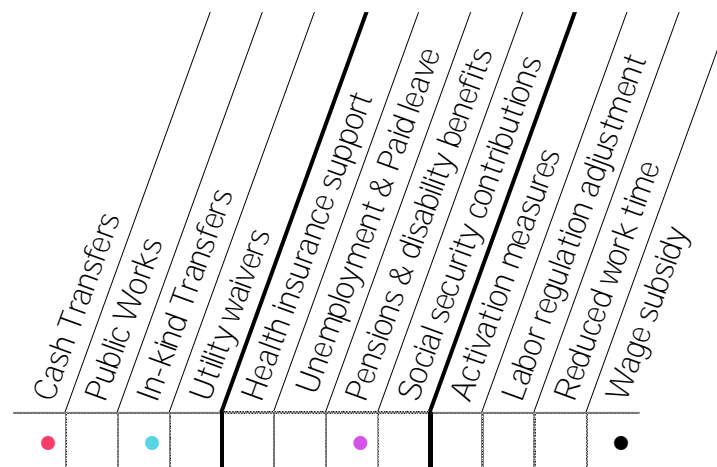 Cash Transfers
Public Works
In-Kind Transfers
Utility waivers
Health insurance support
Unemployment & Paid leave
Pensions & disability benefits
Social security contributions
Activation measures
Labor regulation adjustment
Reduced work time
Wage subsidy